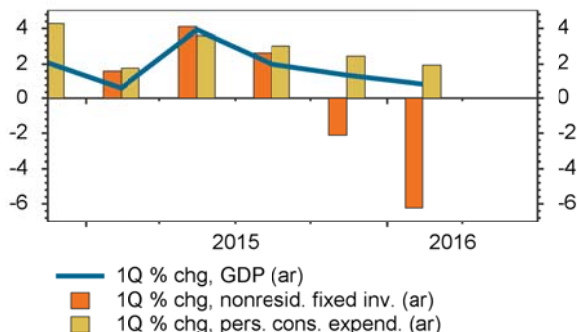 4 4
2 2
0 0
-2 -2
-4 -4
-6 -6
2015 2016
1Q % chg, GDP (ar)
1Q % chg, nonresid. fixed inv. (ar)
1Q % chg, pers. cons. expend. (ar)